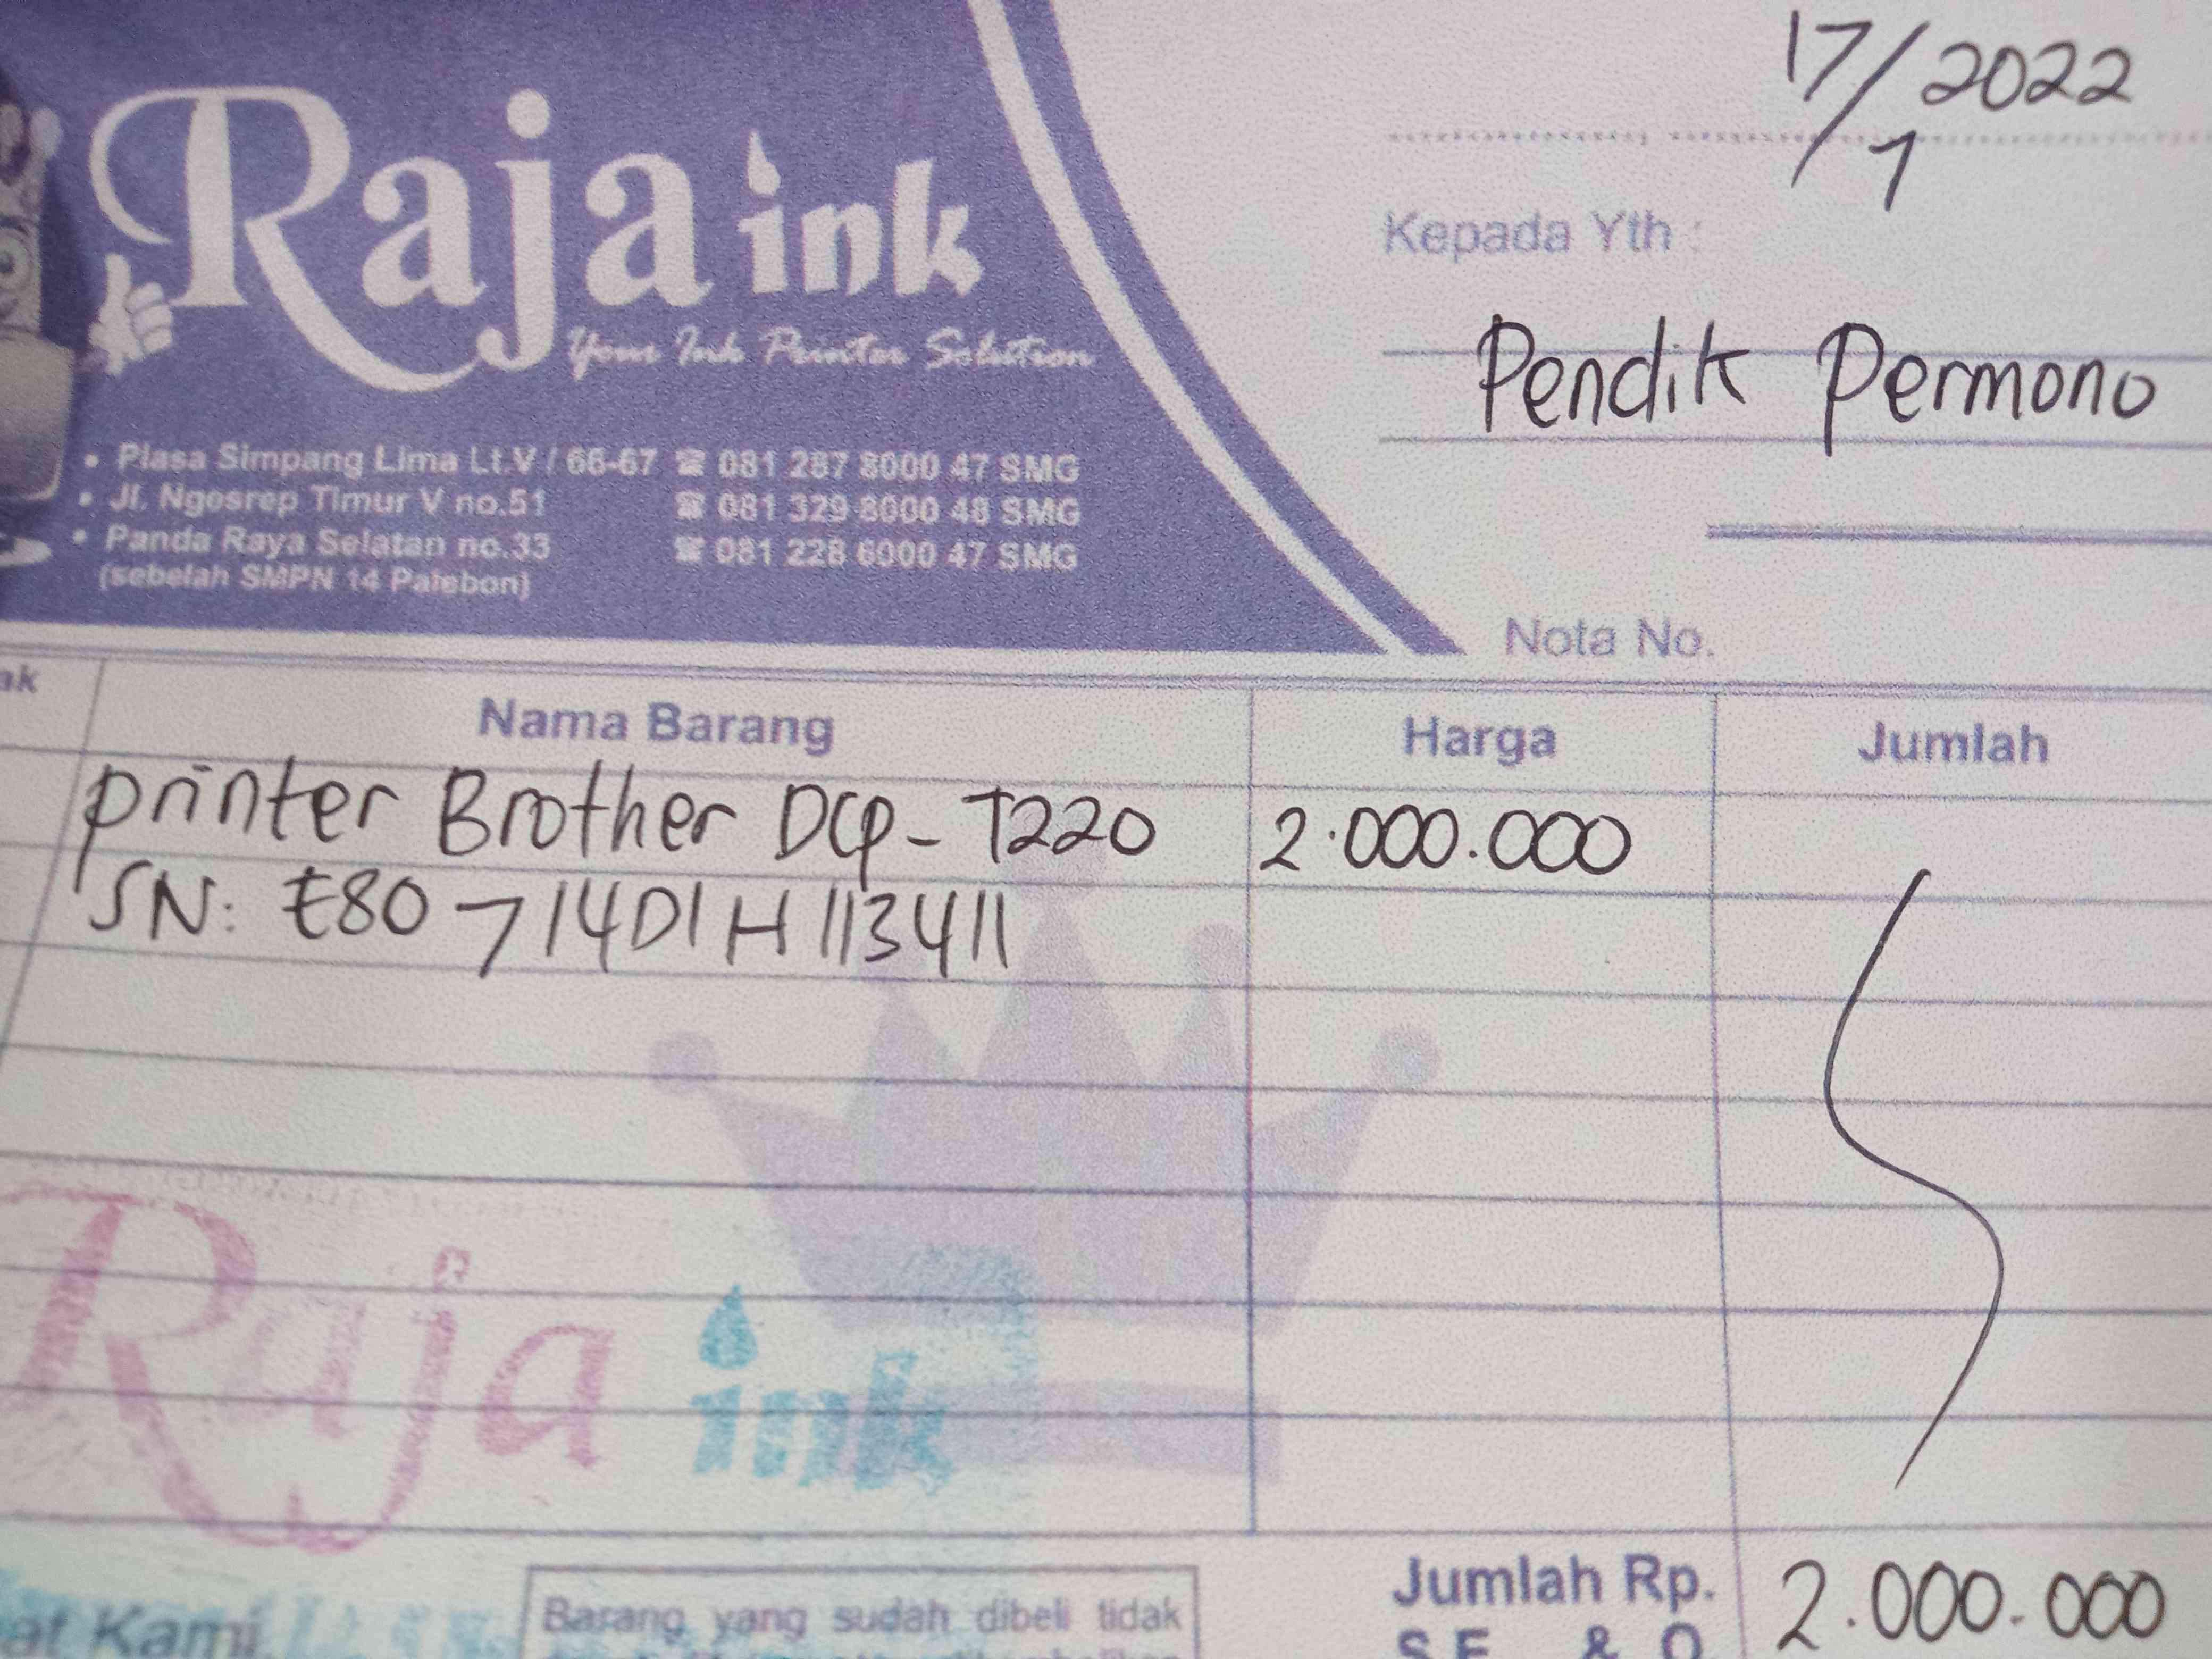 Raja ink
Your Ink Printer Solution
• Plasa Simpang Lima Lt.V / 66-67 ☎ 081 287 8000 47 SMG
• Jl. Ngesrep Timur V no.51 ☎ 081 329 8000 48 SMG
• Panda Raya Selatan no.33 ☎ 081 228 6000 47 SMG
(sebelah SMPN 14 Palebon)
17/1/2022
Kepada Yth :
Pendik Permono
Nota No.
ak Nama Barang Harga Jumlah
printer Brother DCP-T220 2.000.000
SN: E80714D1H113411
Raja ink
Jumlah Rp. 2.000.000
at Kami
Barang yang sudah dibeli tidak
S.E. & O.